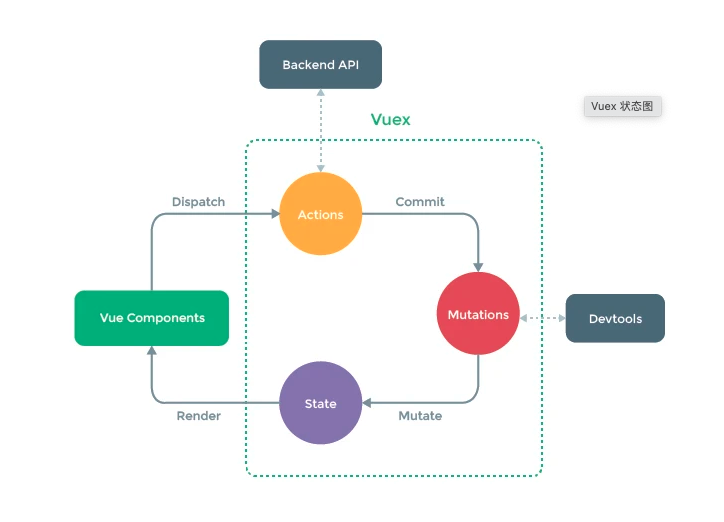 Backend API
Vuex 状态图
Vuex
Dispatch
Commit
Actions
Vue Components
Mutations
Devtools
State
Render
Mutate